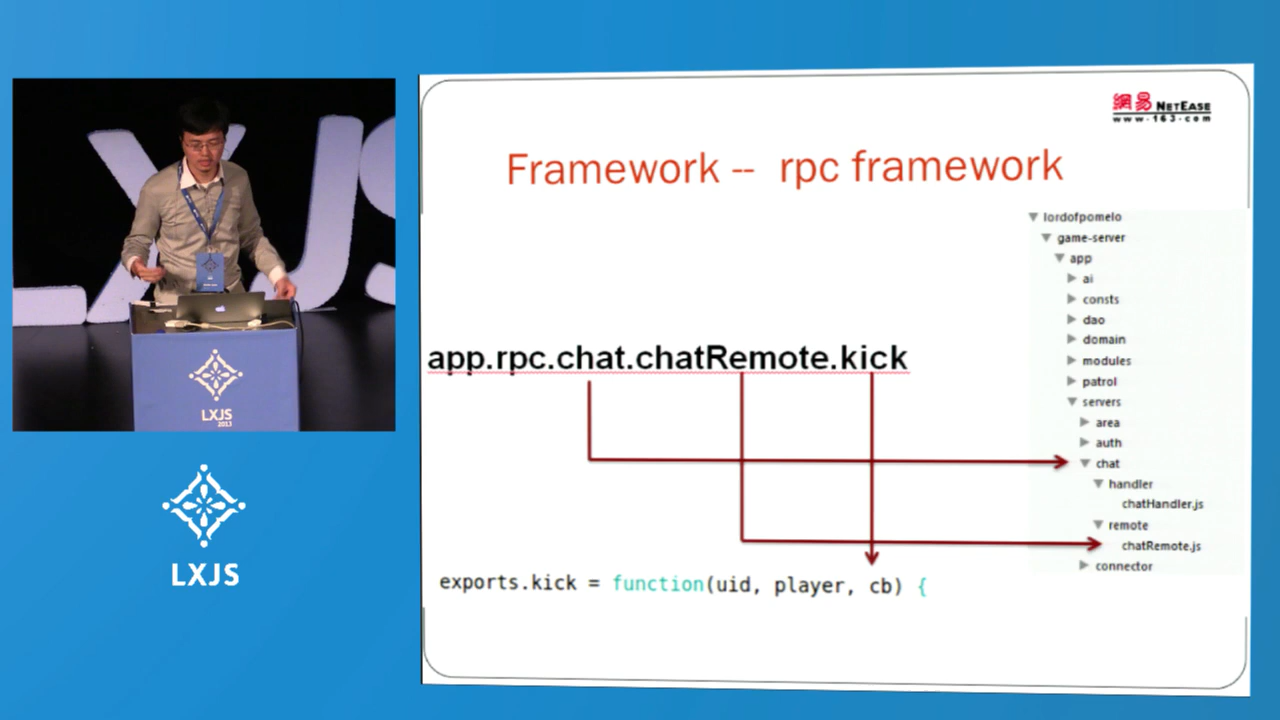 LXJS
LXJS
2013
LXJS
網易 NETEASE
www.163.com
Framework -- rpc framework
app.rpc.chat.chatRemote.kick
exports.kick = function(uid, player, cb) {
lordofpomelo
game-server
app
ai
consts
dao
domain
modules
patrol
servers
area
auth
chat
handler
chatHandler.js
remote
chatRemote.js
connector